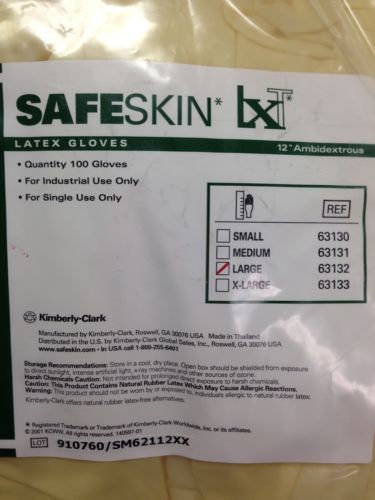 SAFESKIN* LXT*
LATEX GLOVES 12" Ambidextrous
• Quantity 100 Gloves
• For Industrial Use Only
• For Single Use Only
REF
SMALL 63130
MEDIUM 63131
LARGE 63132
X-LARGE 63133
Kimberly-Clark
Manufactured by Kimberly-Clark, Roswell, GA 30076 USA Made in Thailand
Distributed in the U.S. by Kimberly-Clark Global Sales, Inc., Roswell, GA 30076 USA
www.safeskin.com - In USA call 1-800-255-6401
Storage Recommendations: Store in a cool, dry place. Open box should be shielded from exposure
to direct sunlight, intense artificial light, x-ray machines and other sources of ozone.
Harsh Chemicals Caution: Not intended for prolonged direct exposure to harsh chemicals.
Caution: This Product Contains Natural Rubber Latex Which May Cause Allergic Reactions.
Warning: This product should not be worn by or exposed to, individuals allergic to natural rubber latex.
Kimberly-Clark offers natural rubber latex-free alternatives.
* Registered Trademark or Trademark of Kimberly-Clark Worldwide, Inc. or its affiliates.
© 2001 KCWW. All rights reserved. 140597-01
LOT 910760/SM62112XX